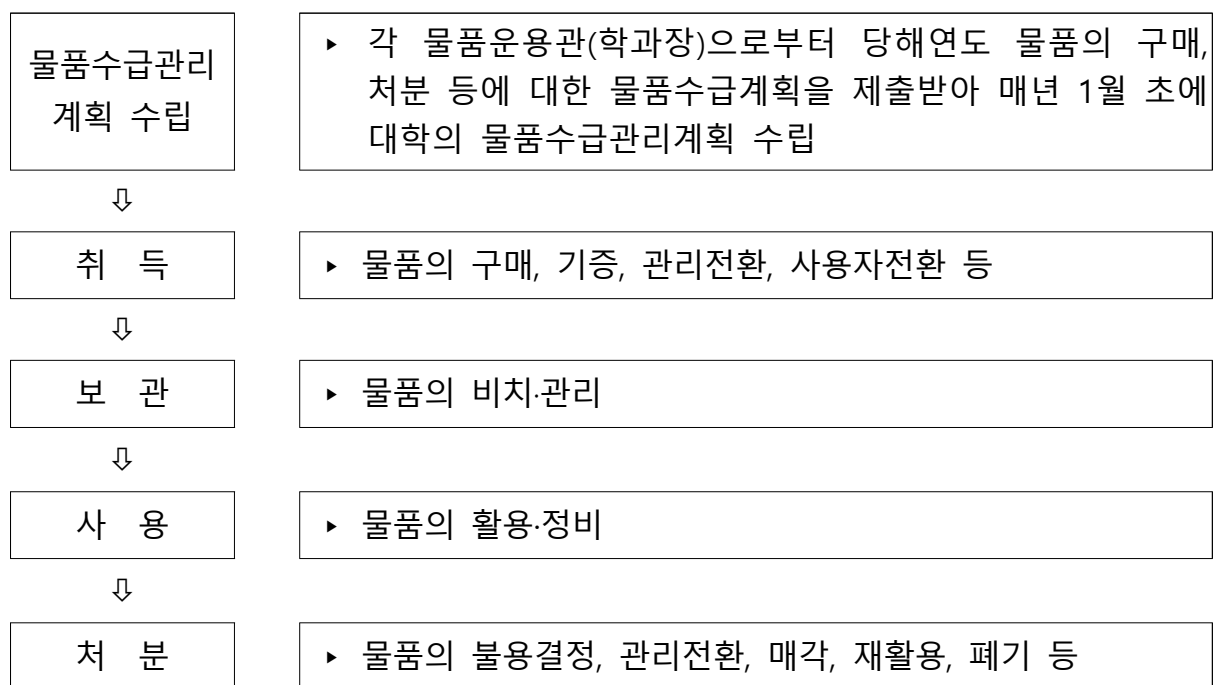 물품수급관리
계획 수립
▸ 각 물품운용관(학과장)으로부터 당해연도 물품의 구매,
처분 등에 대한 물품수급계획을 제출받아 매년 1월 초에
대학의 물품수급관리계획 수립
⇩
취 득
▸ 물품의 구매, 기증, 관리전환, 사용자전환 등
⇩
보 관
▸ 물품의 비치·관리
⇩
사 용
▸ 물품의 활용·정비
⇩
처 분
▸ 물품의 불용결정, 관리전환, 매각, 재활용, 폐기 등